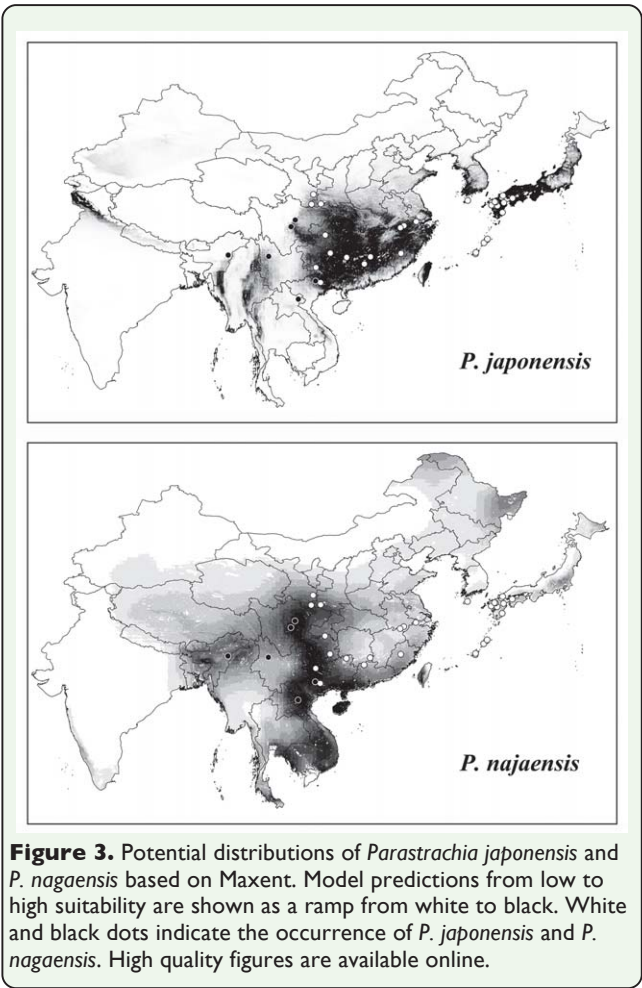 P. japonensis
P. najaensis
Figure 3. Potential distributions of Parastrachia japonensis and
P. nagaensis based on Maxent. Model predictions from low to
high suitability are shown as a ramp from white to black. White
and black dots indicate the occurrence of P. japonensis and P.
nagaensis. High quality figures are available online.